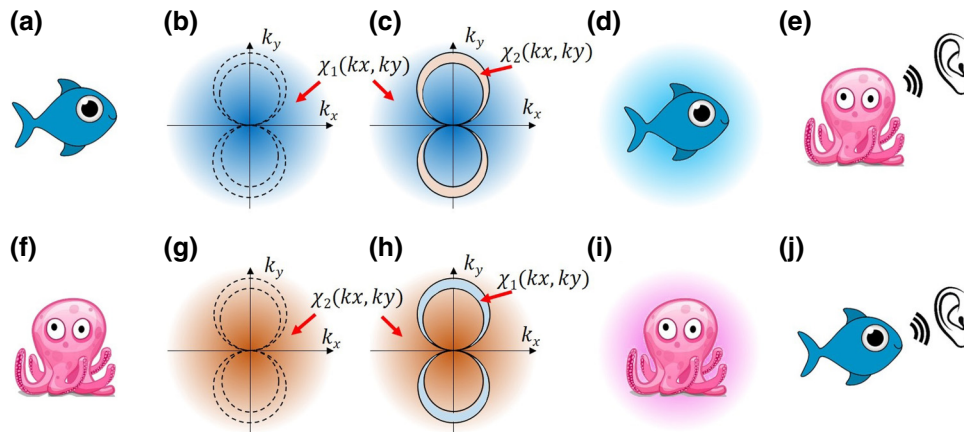 (a)
(b)
(c)
(d)
(e)
k_y
χ_1(kx, ky)
k_x
k_y
χ_2(kx, ky)
k_x
(f)
(g)
(h)
(i)
(j)
k_y
χ_2(kx, ky)
k_x
k_y
χ_1(kx, ky)
k_x